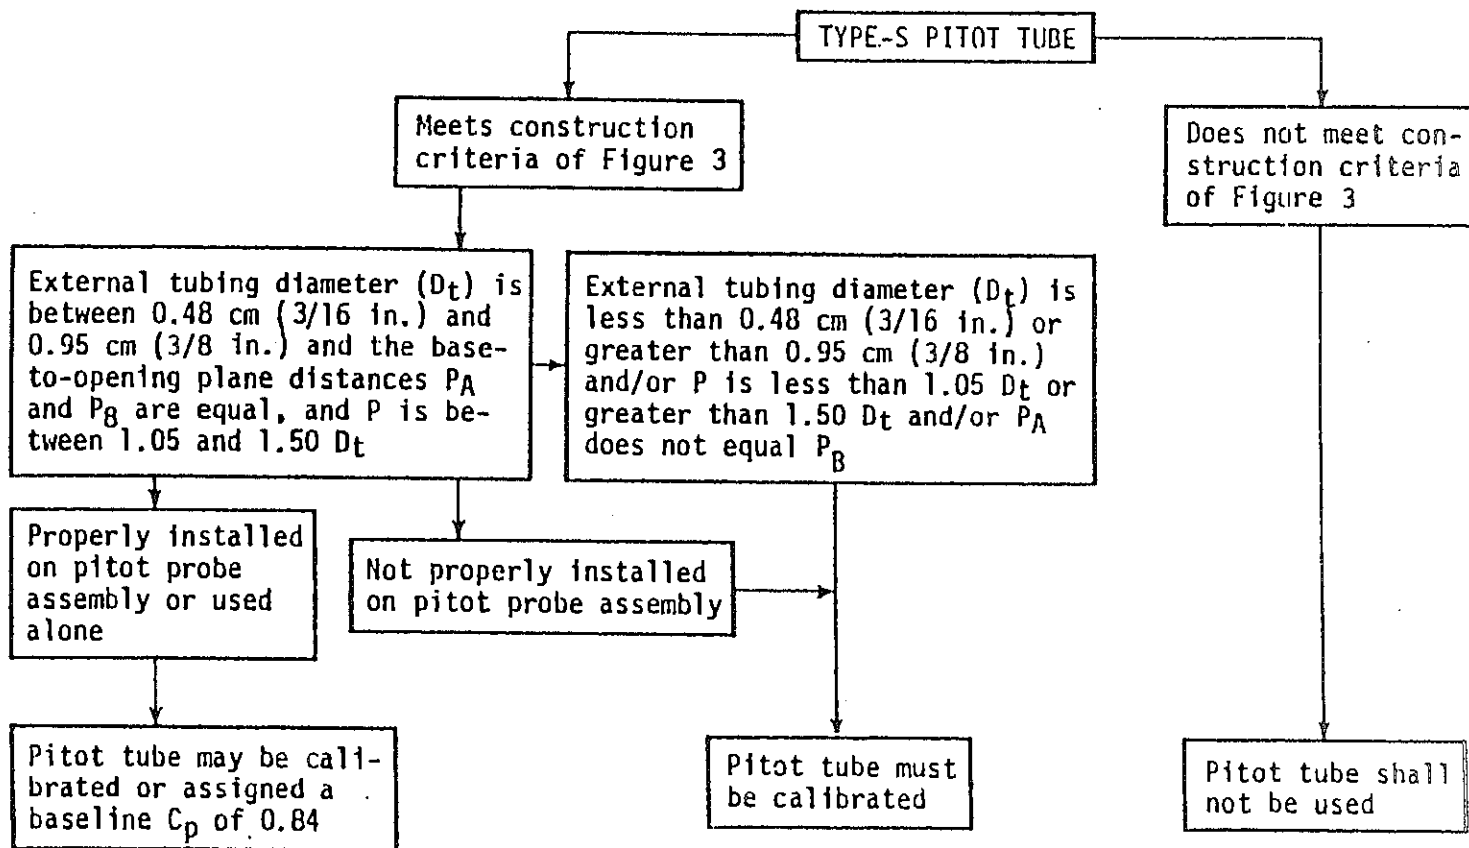 TYPE-S PITOT TUBE
Meets construction
criteria of Figure 3
Does not meet con-
struction criteria
of Figure 3
External tubing diameter (Dt) is
between 0.48 cm (3/16 in.) and
0.95 cm (3/8 in.) and the base-
to-opening plane distances PA
and PB are equal, and P is be-
tween 1.05 and 1.50 Dt
External tubing diameter (Dt) is
less than 0.48 cm (3/16 in.) or
greater than 0.95 cm (3/8 in.)
and/or P is less than 1.05 Dt or
greater than 1.50 Dt and/or PA
does not equal PB
Properly installed
on pitot probe
assembly or used
alone
Not properly installed
on pitot probe assembly
Pitot tube may be cali-
brated or assigned a
baseline Cp of 0.84
Pitot tube must
be calibrated
Pitot tube shall
not be used